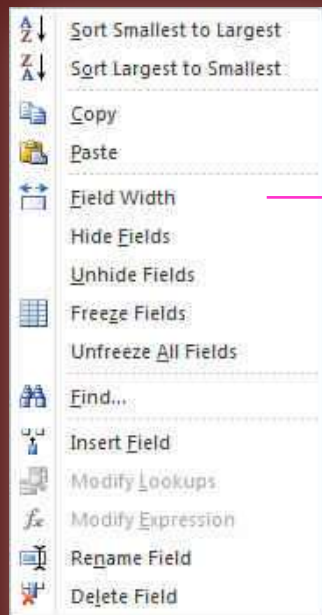 Sort Smallest to Largest
Sort Largest to Smallest
Copy
Paste
Field Width
Hide Fields
Unhide Fields
Freeze Fields
Unfreeze All Fields
Find...
Insert Field
Modify Lookups
Modify Expression
Rename Field
Delete Field